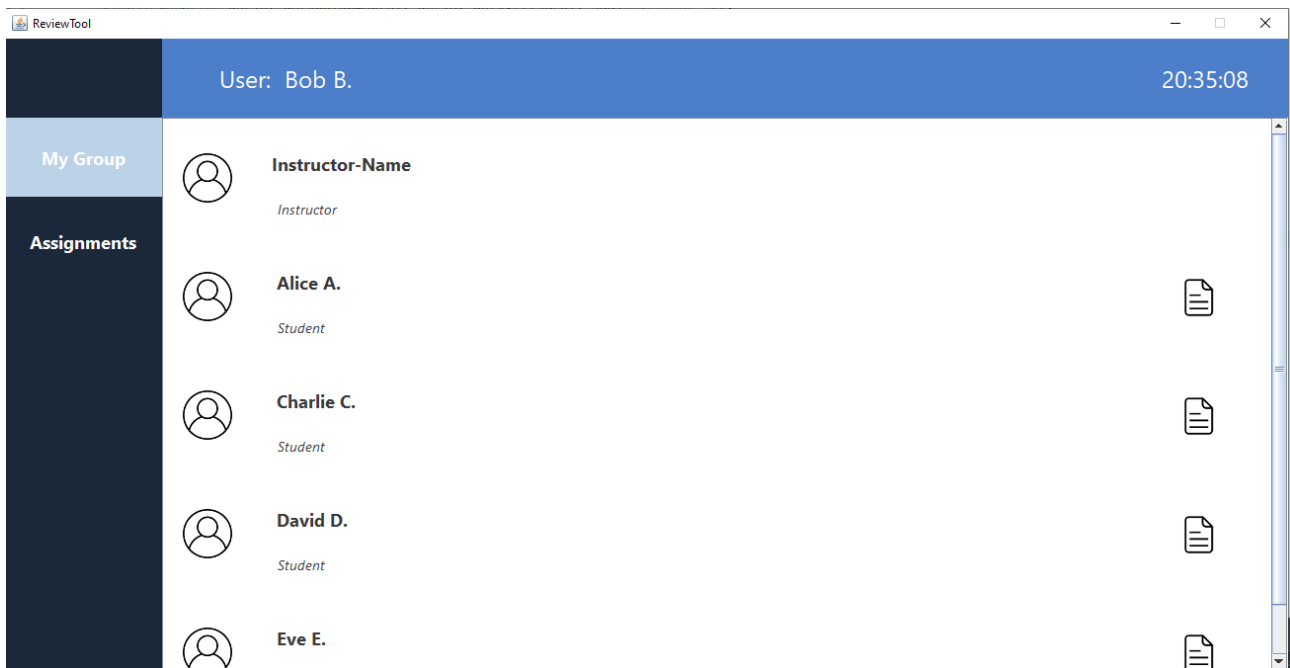 ReviewTool
User: Bob B.
20:35:08
My Group
Assignments
Instructor-Name
Instructor
Alice A.
Student
Charlie C.
Student
David D.
Student
Eve E.